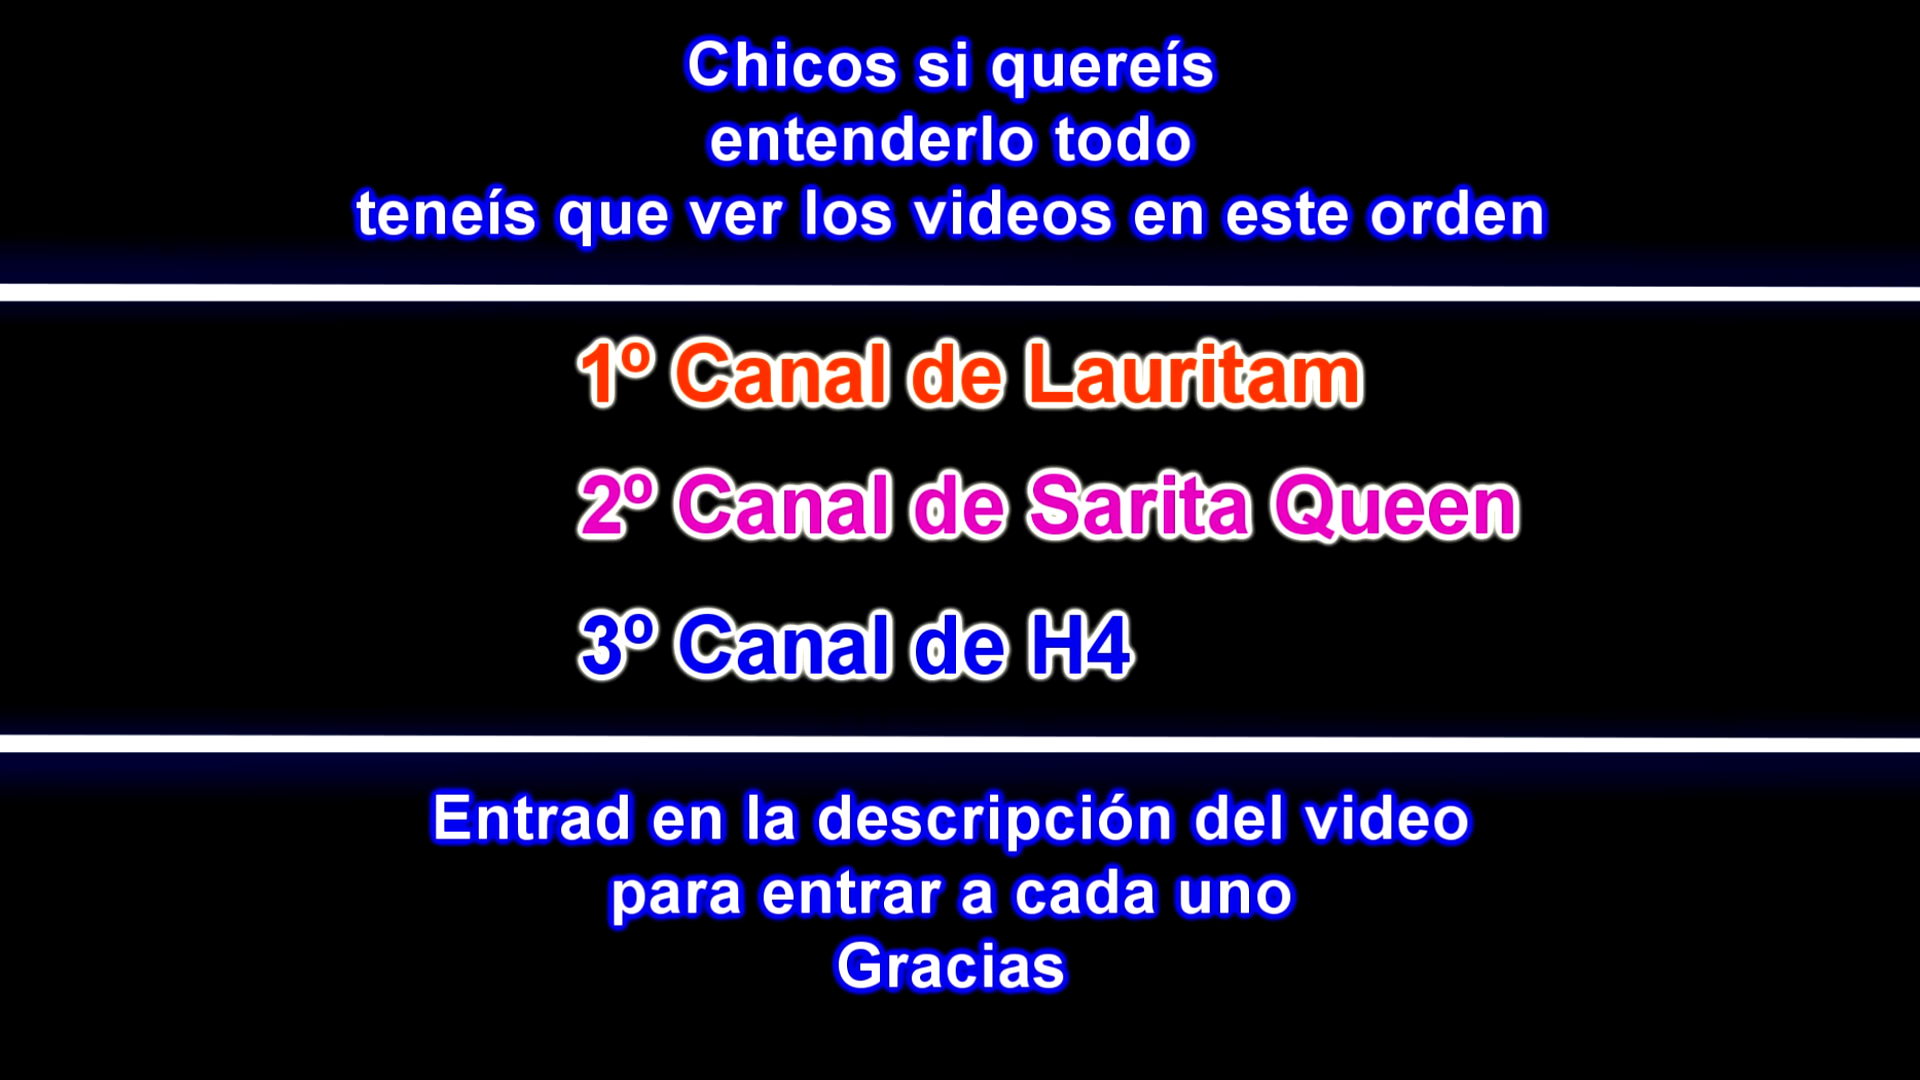 Chicos si quereís
entenderlo todo
teneís que ver los videos en este orden
1º Canal de Lauritam
2º Canal de Sarita Queen
3º Canal de H4
Entrad en la descripción del video
para entrar a cada uno
Gracias